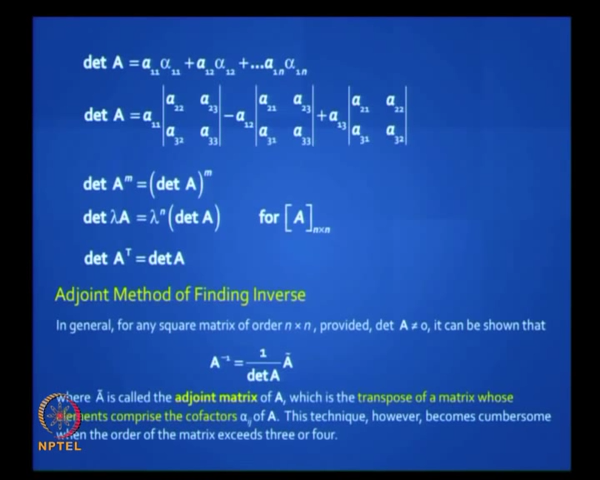 det A = a₁₁α₁₁ + a₁₂α₁₂ + ...a₁ₙα₁ₙ
det A = a₁₁ |a₂₂ a₂₃; a₃₂ a₃₃| − a₁₂ |a₂₁ a₂₃; a₃₁ a₃₃| + a₁₃ |a₂₁ a₂₂; a₃₁ a₃₂|
det Aᵐ = (det A)ᵐ
det λA = λⁿ(det A) for [A]ₙₓₙ
det Aᵀ = det A
Adjoint Method of Finding Inverse
In general, for any square matrix of order n × n , provided, det A ≠ 0, it can be shown that
A⁻¹ = 1/det A Ã
where Ã is called the adjoint matrix of A, which is the transpose of a matrix whose
elements comprise the cofactors αᵢⱼ of A. This technique, however, becomes cumbersome
when the order of the matrix exceeds three or four.
NPTEL